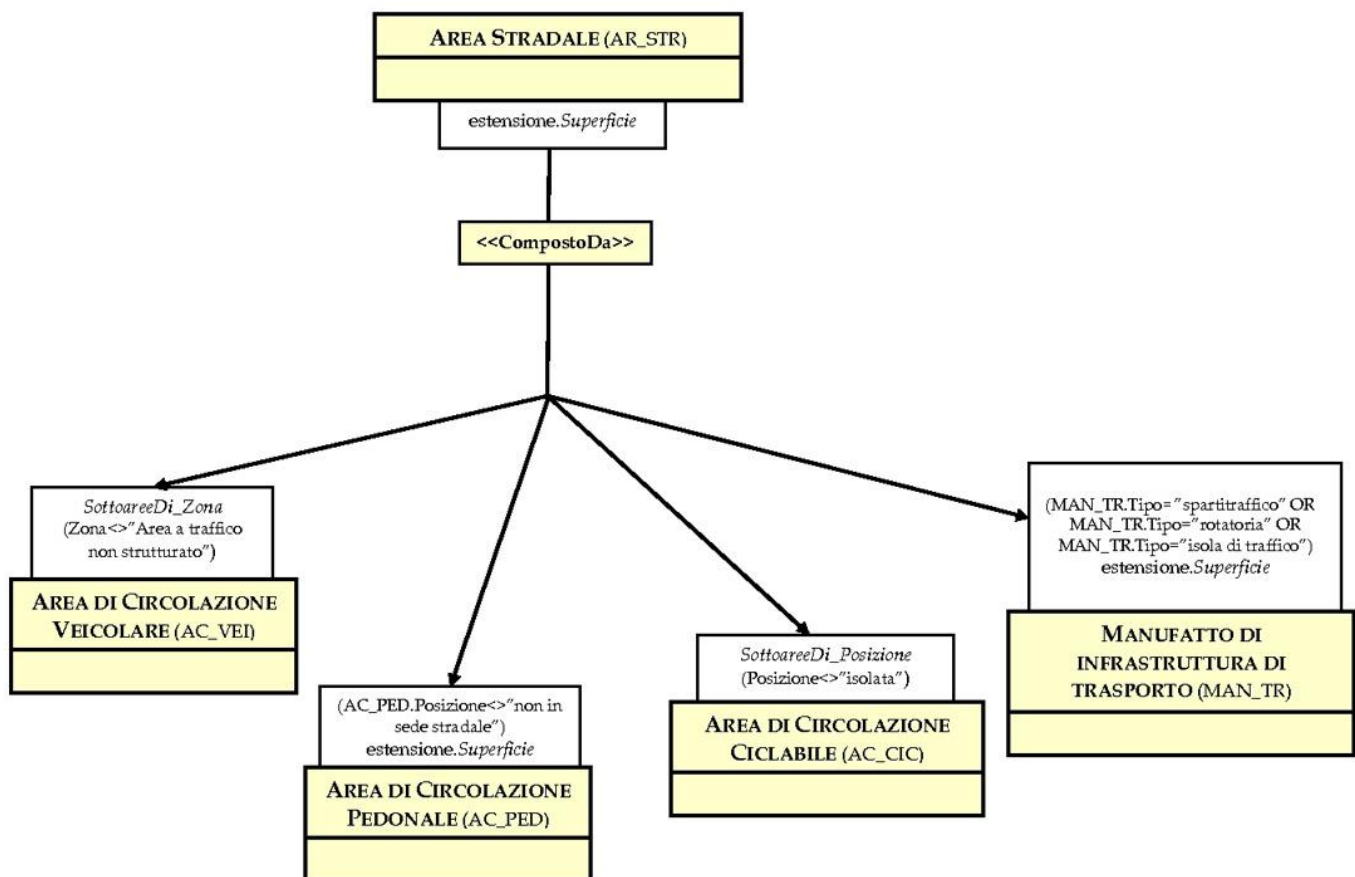 AREA STRADALE (AR_STR)
estensione.Superficie
<<CompostoDa>>
SottoareeDi_Zona
(Zona<>"Area a traffico
non strutturato")
AREA DI CIRCOLAZIONE
VEICOLARE (AC_VEI)
(AC_PED.Posizione<>"non in
sede stradale")
estensione.Superficie
AREA DI CIRCOLAZIONE
PEDONALE (AC_PED)
SottoareeDi_Posizione
(Posizione<>"isolata")
AREA DI CIRCOLAZIONE
CICLABILE (AC_CIC)
(MAN_TR.Tipo="spartitraffico" OR
MAN_TR.Tipo="rotatoria" OR
MAN_TR.Tipo="isola di traffico")
estensione.Superficie
MANUFATTO DI
INFRASTRUTTURA DI
TRASPORTO (MAN_TR)